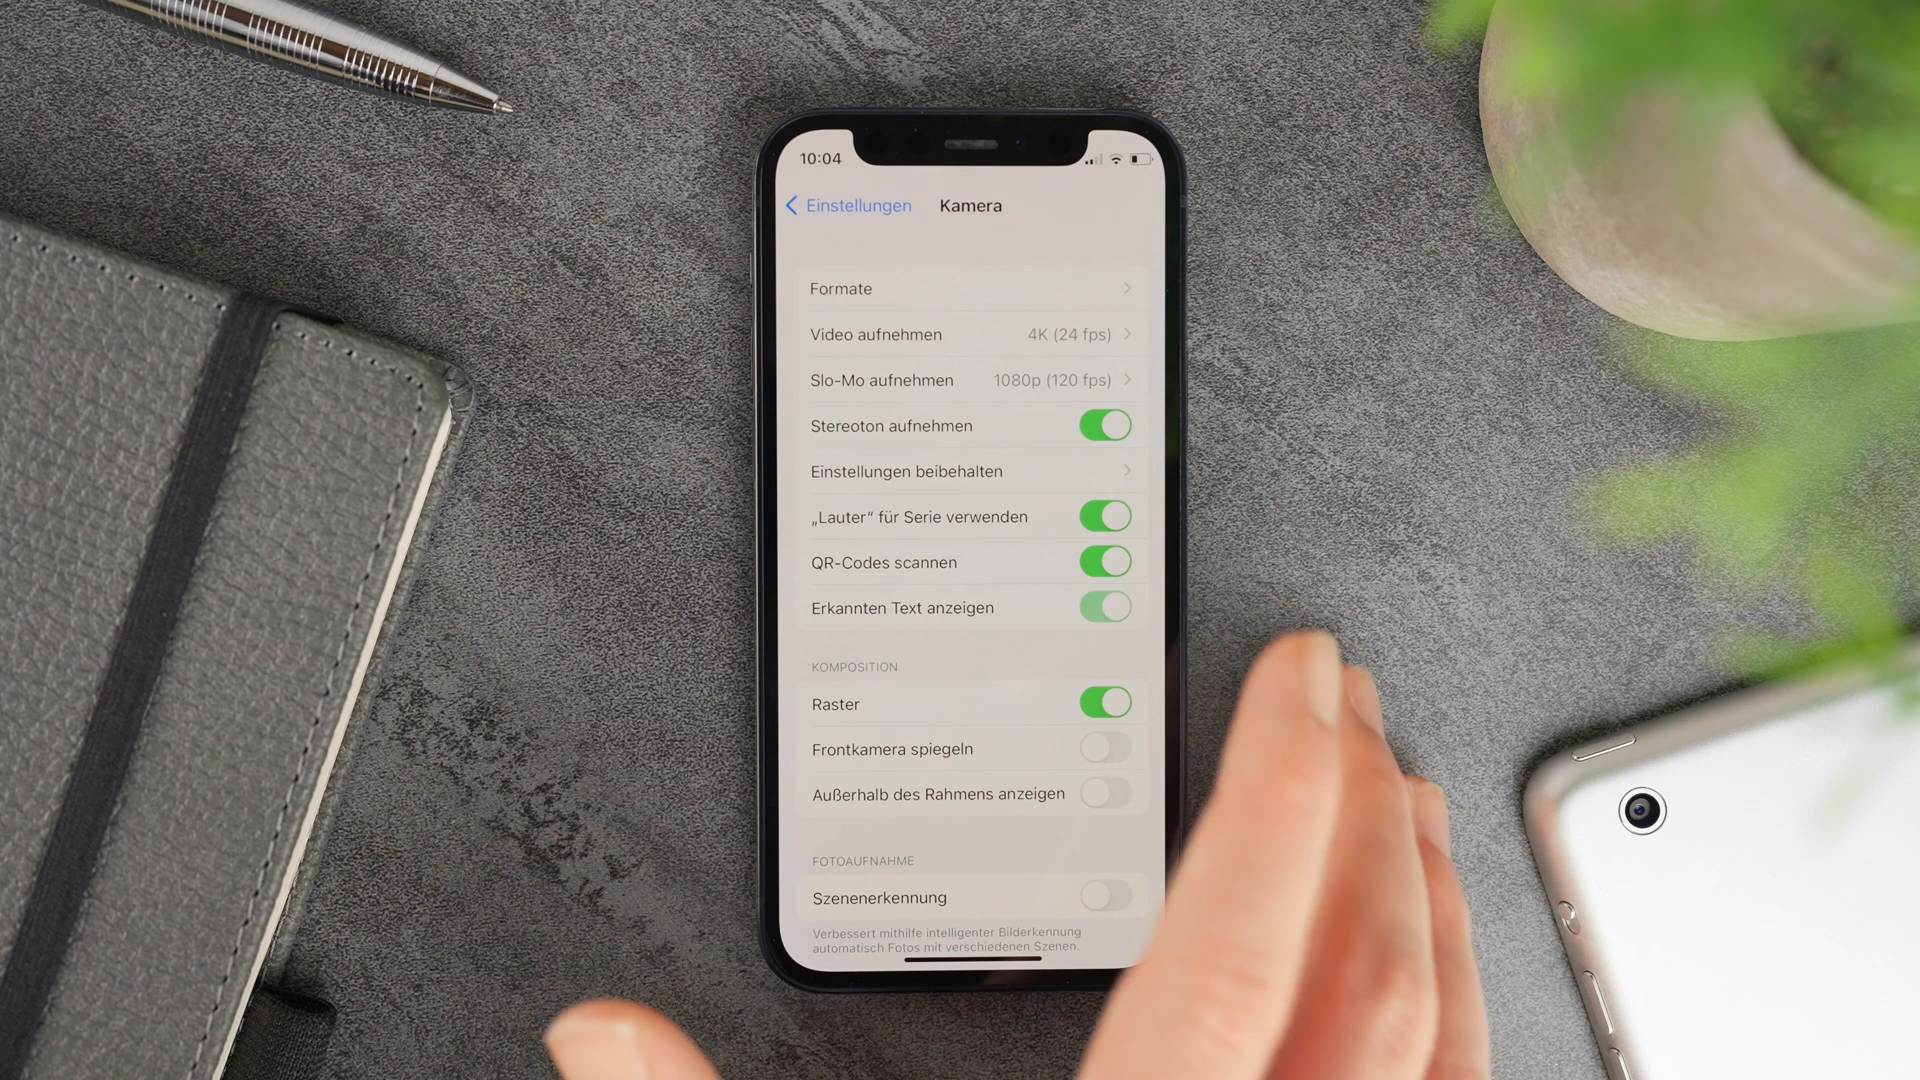 10:04
Einstellungen Kamera
Formate
Video aufnehmen 4K (24 fps)
Slo-Mo aufnehmen 1080p (120 fps)
Stereoton aufnehmen
Einstellungen beibehalten
„Lauter“ für Serie verwenden
QR-Codes scannen
Erkannten Text anzeigen
KOMPOSITION
Raster
Frontkamera spiegeln
Außerhalb des Rahmens anzeigen
FOTOAUFNAHME
Szenenerkennung
Verbessert mithilfe intelligenter Bilderkennung
automatisch Fotos mit verschiedenen Szenen.